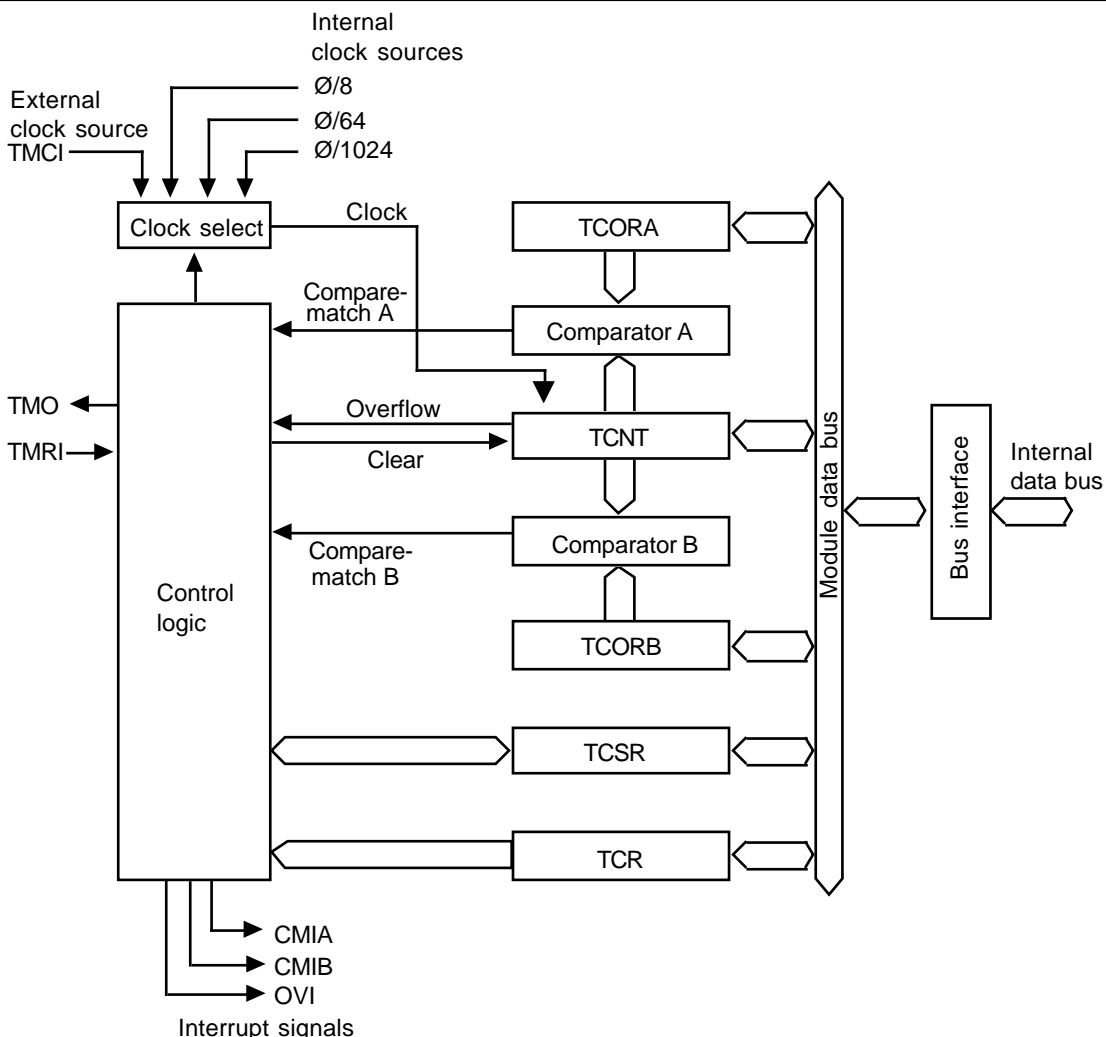 Internal
clock sources
Ø/8
External
clock source
Ø/64
TMCI
Ø/1024
Clock select
Clock
TCORA
Compare-
match A
Comparator A
TMO
Overflow
TCNT
TMRI
Clear
Module data bus
Bus interface
Internal
data bus
Compare-
match B
Comparator B
Control
logic
TCORB
TCSR
TCR
CMIA
CMIB
OVI
Interrupt signals